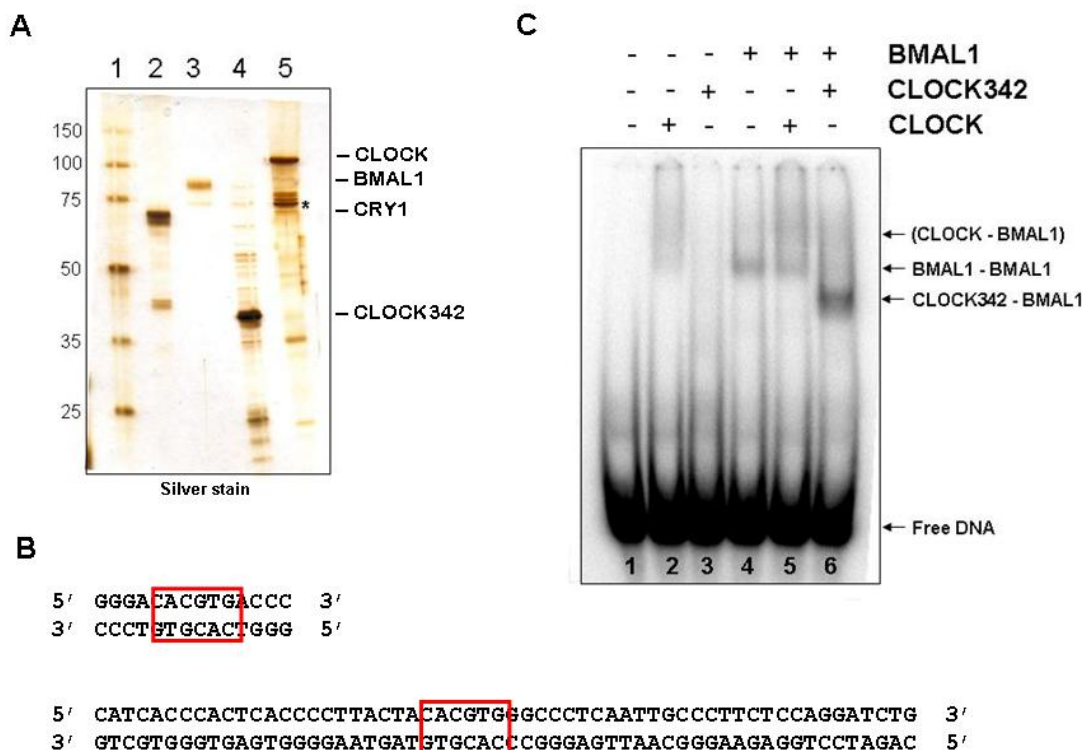 A
1 2 3 4 5
150
100
75
50
35
25
– CLOCK
– BMAL1
– CRY1
*
– CLOCK342
Silver stain
B
5′ GGGACACGTGACCC 3′
3′ CCCTGTGCACTGGG 5′
5′ CATCACCCACTCACCCCTTACTACACGTGGGCCCTCAATTGCCCTTCTCCAGGATCTG 3′
3′ GTCGTGGGTGAGTGGGGAATGATGTGCACCCGGGAGTTAACGGGAAGAGGTCCTAGAC 5′
C
- - - + + + BMAL1
- - + - - + CLOCK342
- + - - + - CLOCK
(CLOCK - BMAL1)
BMAL1 - BMAL1
CLOCK342 - BMAL1
Free DNA
1 2 3 4 5 6